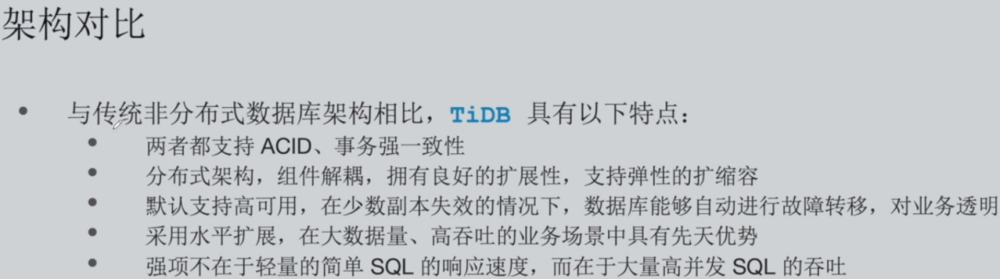 架构对比
与传统非分布式数据库架构相比，TiDB 具有以下特点：
两者都支持 ACID、事务强一致性
分布式架构，组件解耦，拥有良好的扩展性，支持弹性的扩缩容
默认支持高可用，在少数副本失效的情况下，数据库能够自动进行故障转移，对业务透明
采用水平扩展，在大数据量、高吞吐的业务场景中具有先天优势
强项不在于轻量的简单 SQL 的响应速度，而在于大量高并发 SQL 的吞吐